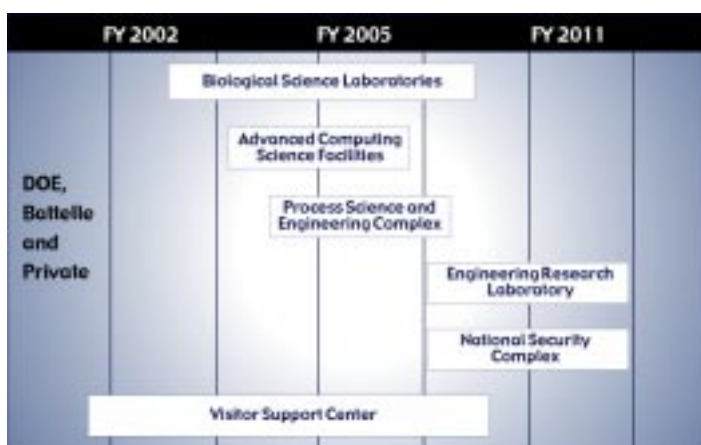 FY 2002 FY 2005 FY 2011
Biological Science Laboratories
Advanced Computing
Science Facilities
DOE,
Battelle
and
Private
Process Science and
Engineering Complex
Engineering Research
Laboratory
National Security
Complex
Visitor Support Center